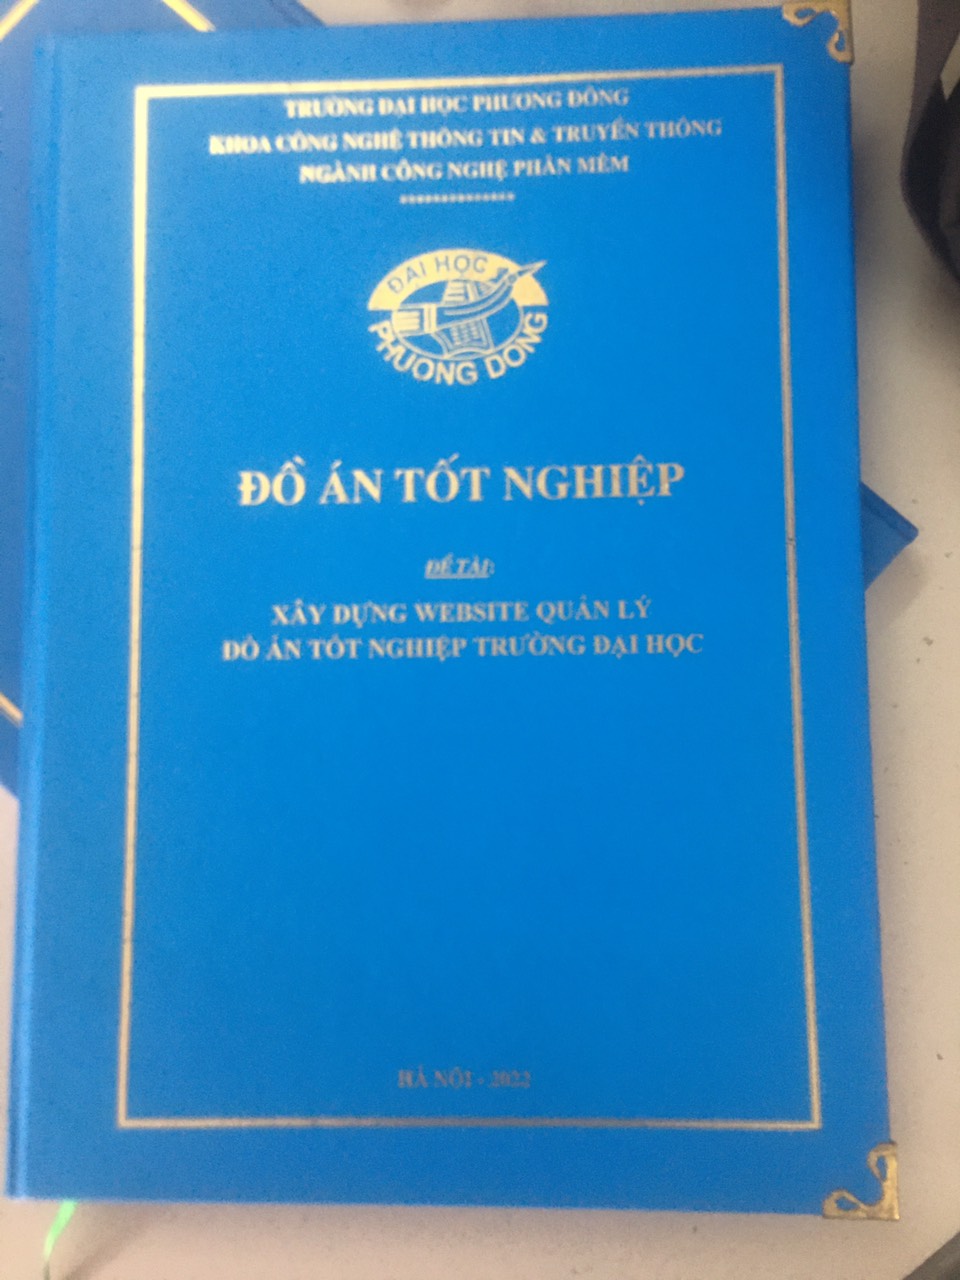 TRƯỜNG ĐẠI HỌC PHƯƠNG ĐÔNG
KHOA CÔNG NGHỆ THÔNG TIN & TRUYỀN THÔNG
NGÀNH CÔNG NGHỆ PHẦN MỀM
**************
ĐẠI HỌC
PHƯƠNG ĐÔNG
ĐỒ ÁN TỐT NGHIỆP
ĐỀ TÀI:
XÂY DỰNG WEBSITE QUẢN LÝ
ĐỒ ÁN TỐT NGHIỆP TRƯỜNG ĐẠI HỌC
HÀ NỘI - 2022